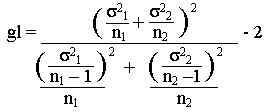 gl = ( σ²₁ / n₁ + σ²₂ / n₂ )² / ( ( σ²₁ / n₁ – 1 )² / n₁ + ( σ²₂ / n₂ –1 )² / n₂ ) - 2